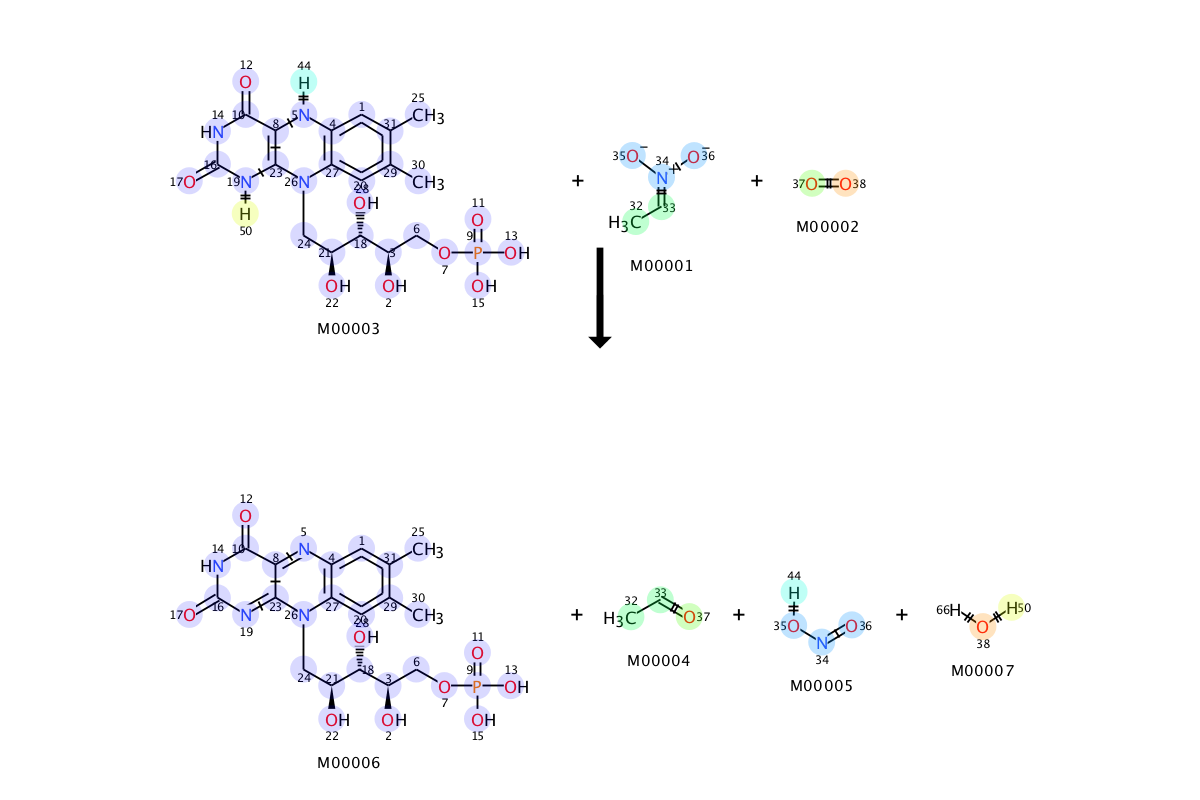 12 44
O H
25
14 10 8 5 N 4 1 31 CH3
HN
16 30
17 O 19 N 23 26 N 27 20 28 29 CH3
H OH
50 24 21 18 3 6 O 7 9 P 11 O 13 OH
OH OH OH
22 2 15
M00003
+
35 O − 34 N + O − 36
32 H3C 33
M00001
+
37 O O 38
M00002
12
O
25
14 10 8 5 N 4 1 31 CH3
HN
16 30
17 O N 19 23 26 N 27 20 28 29 CH3
OH
24 21 18 3 6 O 7 9 P 11 O 13 OH
OH OH OH
22 2 15
M00006
+
32 H3C 33 O 37
M00004
+
44 H
35 O N 34 O 36
M00005
+
66 H O 38 H 50
M00007